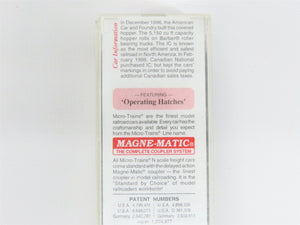 Car Information
In December 1996, the American
Car and Foundry built this covered
hopper. The 5,150 cu ft capacity
hopper rolls on Barber® roller
bearing trucks. The IC is known
as the most efficient and safest
railroad in North America. In Feb-
ruary 1998, Canadian National
purchased IC, but kept the cars'
markings in order to avoid paying
additional Canadian sales taxes.
— FEATURING —
'Operating Hatches'
Micro-Trains® are the finest model
railroad cars available. Every car has the
craftsmanship and detail you expect
from the Micro-Trains® Line name.
MAGNE-MATIC®
THE COMPLETE COUPLER SYSTEM
All Micro-Trains N scale freight cars
come standard with the delayed action
Magne-Matic® coupler — the finest
coupler in model railroading. It is the
"Standard by Choice" of model
railroaders worldwide!
PATENT NUMBERS
U.S.A.
U.S.A.
Germany